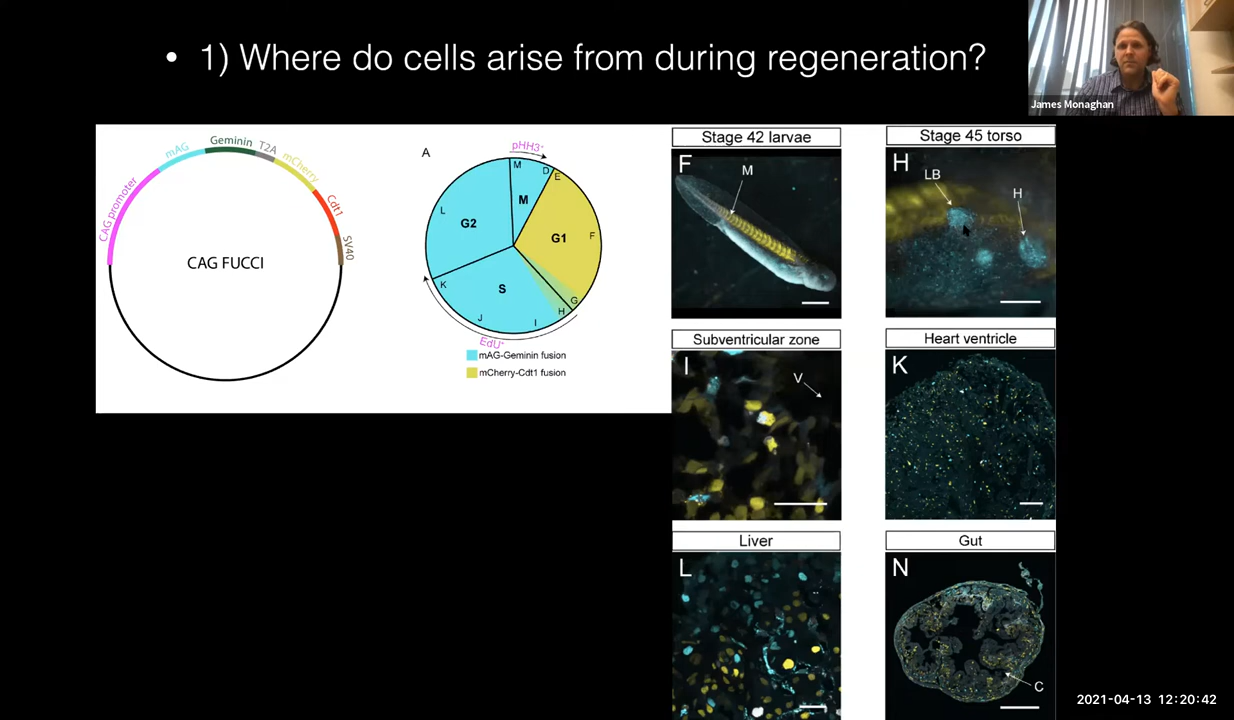 • 1) Where do cells arise from during regeneration?
James Monaghan
CAG promoter
mAG
Geminin
T2A
mCherry
Cdt1
SV40
CAG FUCCI
A
pHH3+
M
D
E
L
G2
M
G1
F
K
S
G
H
J
I
EdU+
mAG-Geminin fusion
mCherry-Cdt1 fusion
Stage 42 larvae
F
M
Stage 45 torso
H
LB
H
Subventricular zone
I
V
Heart ventricle
K
Liver
L
Gut
N
C
2021-04-13 12:20:42